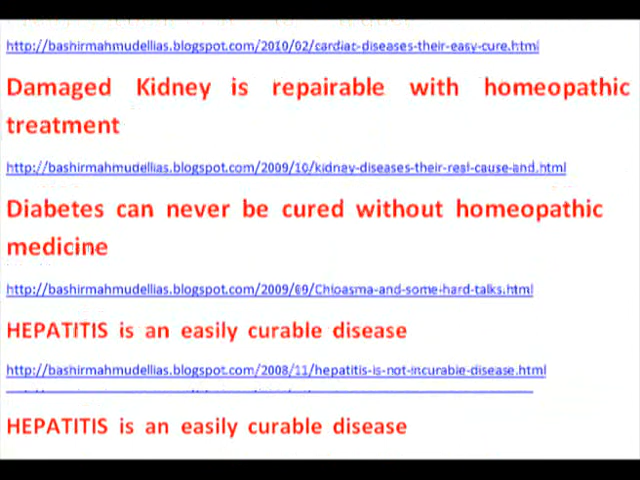 http://bashirmahmudellias.blogspot.com/2010/02/cardiac-diseases-their-easy-cure.html
Damaged Kidney is repairable with homeopathic
treatment
http://bashirmahmudellias.blogspot.com/2009/10/kidney-diseases-their-real-cause-and.html
Diabetes can never be cured without homeopathic
medicine
http://bashirmahmudellias.blogspot.com/2009/09/Chioasma-and-some-hard-talks.html
HEPATITIS is an easily curable disease
http://bashirmahmudellias.blogspot.com/2008/11/hepatitis-is-not-incurable-disease.html
HEPATITIS is an easily curable disease